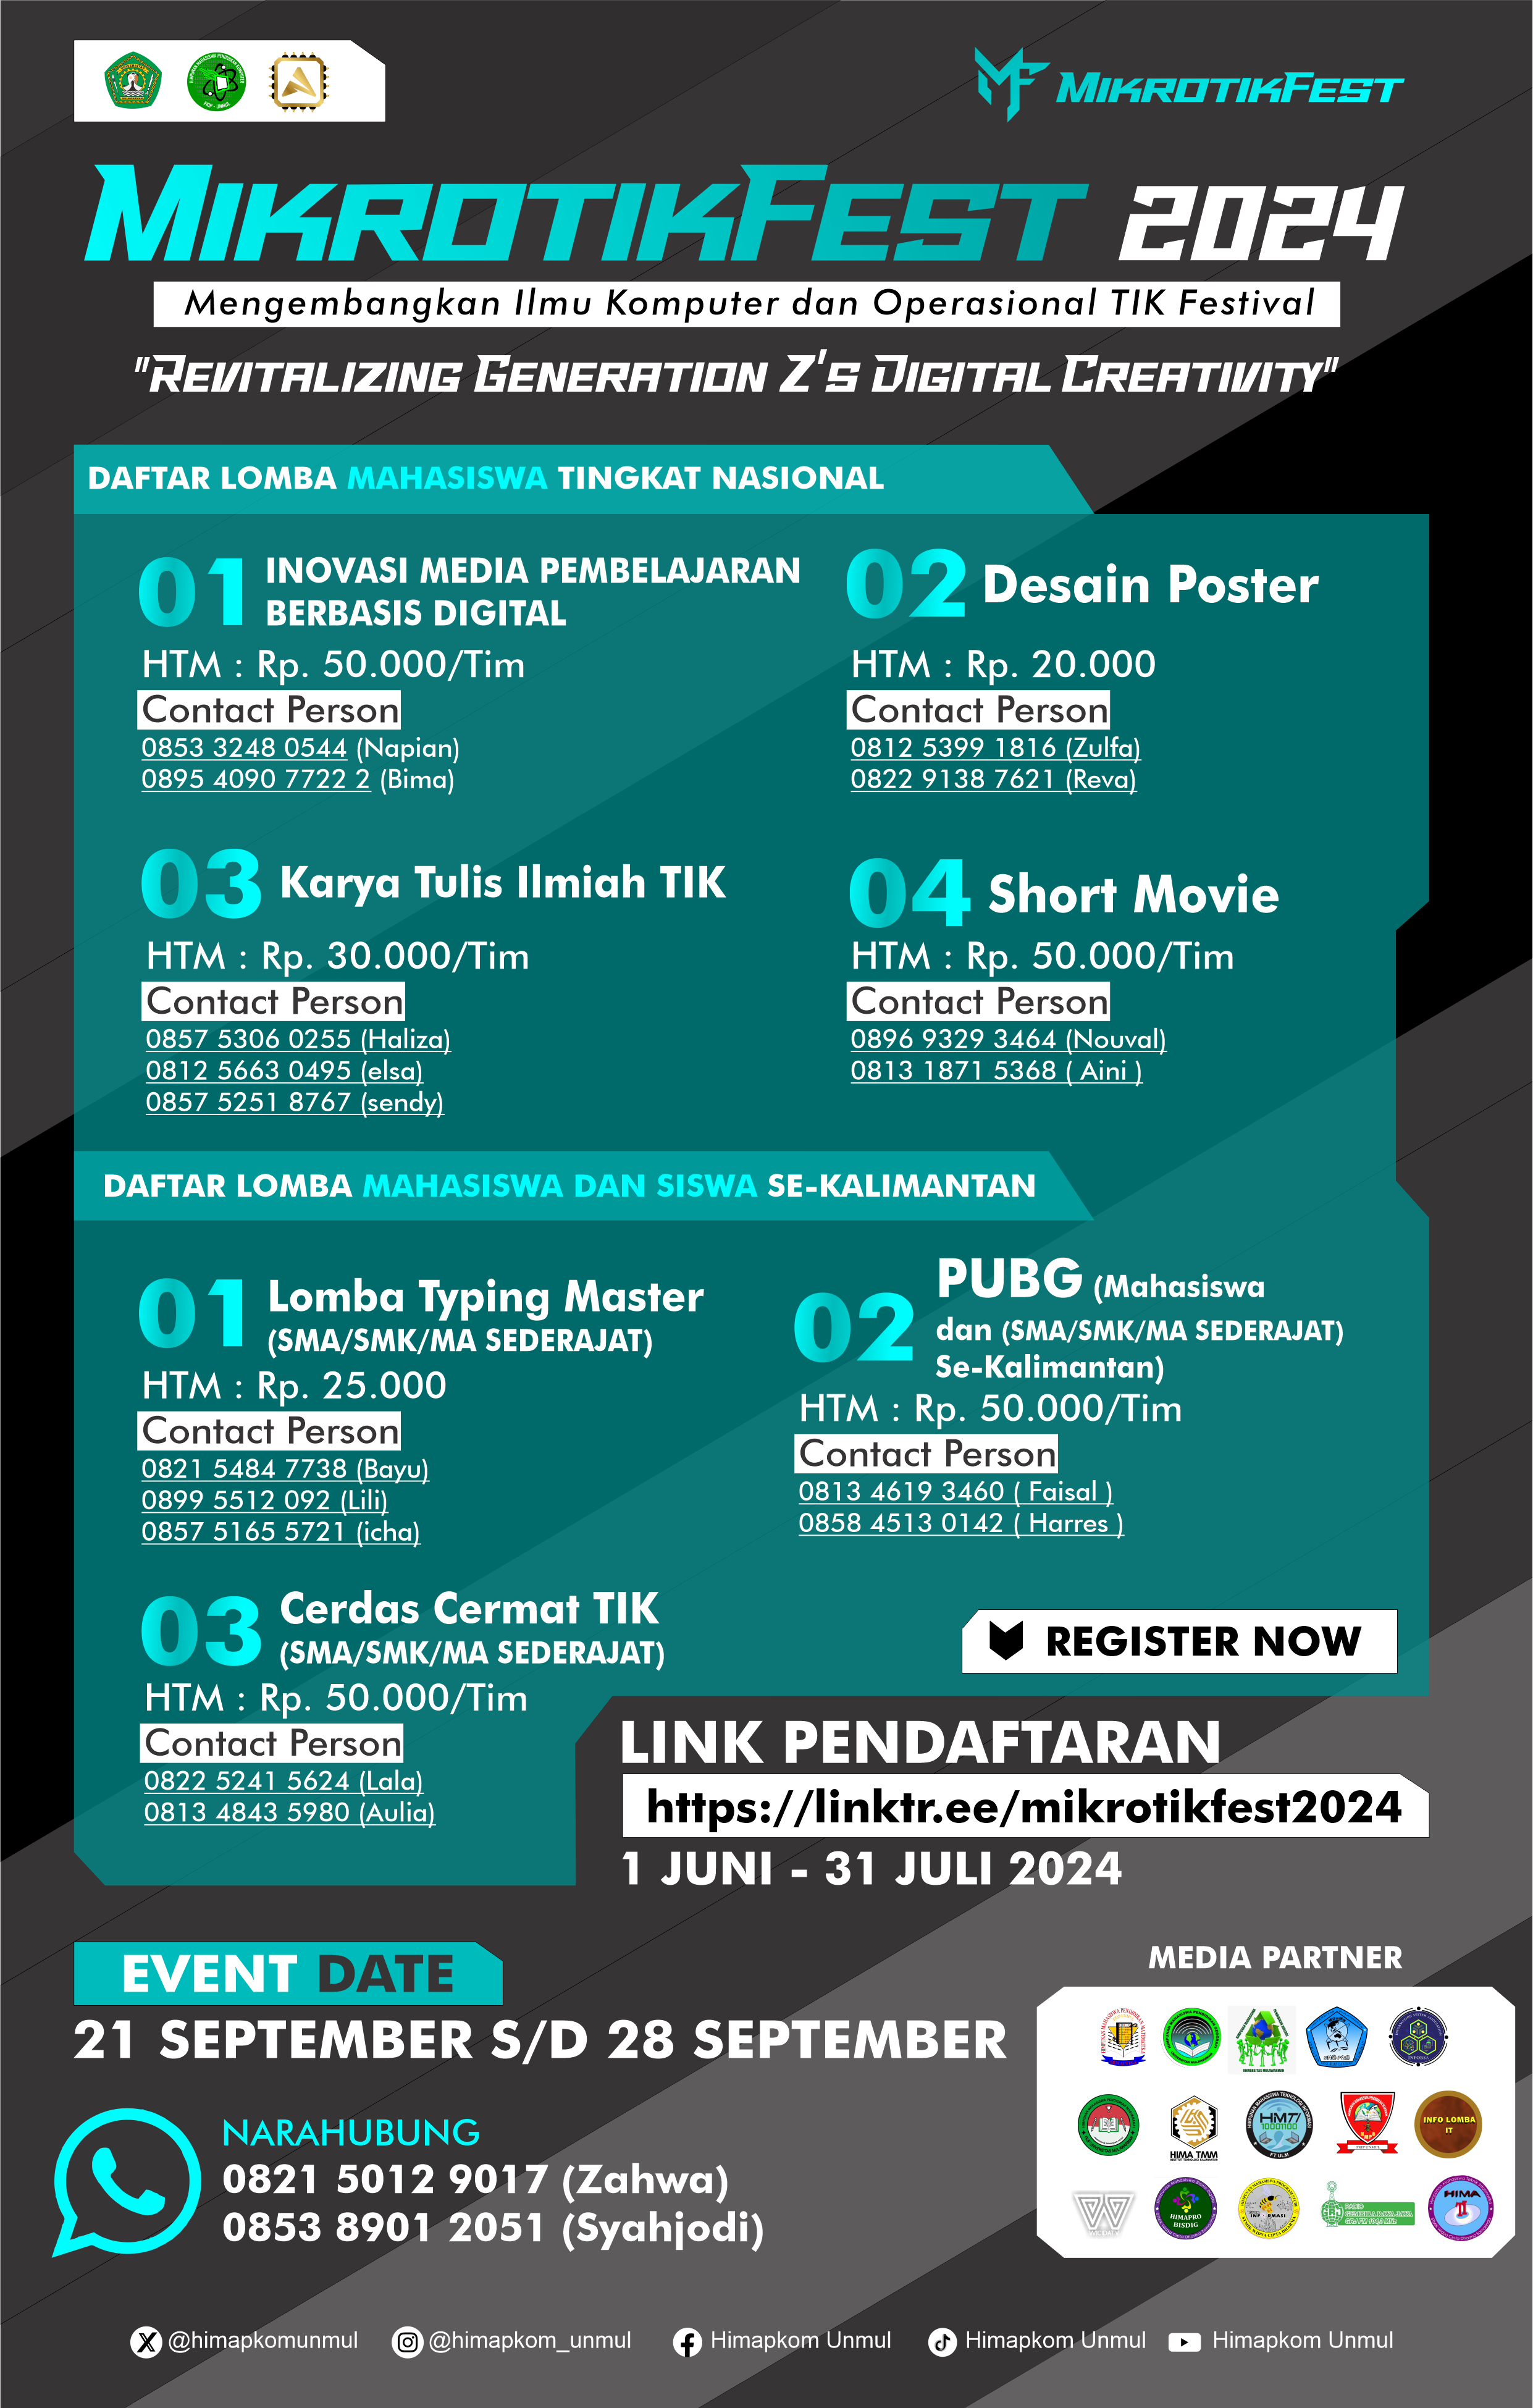 MIKROTIKFEST
MIKROTIKFEST 2024
Mengembangkan Ilmu Komputer dan Operasional TIK Festival
"REVITALIZING GENERATION Z'S DIGITAL CREATIVITY"
DAFTAR LOMBA MAHASISWA TINGKAT NASIONAL
01 INOVASI MEDIA PEMBELAJARAN
BERBASIS DIGITAL
HTM : Rp. 50.000/Tim
Contact Person
0853 3248 0544 (Napian)
0895 4090 7722 2 (Bima)
02 Desain Poster
HTM : Rp. 20.000
Contact Person
0812 5399 1816 (Zulfa)
0822 9138 7621 (Reva)
03 Karya Tulis Ilmiah TIK
HTM : Rp. 30.000/Tim
Contact Person
0857 5306 0255 (Haliza)
0812 5663 0495 (elsa)
0857 5251 8767 (sendy)
04 Short Movie
HTM : Rp. 50.000/Tim
Contact Person
0896 9329 3464 (Nouval)
0813 1871 5368 ( Aini )
DAFTAR LOMBA MAHASISWA DAN SISWA SE-KALIMANTAN
01 Lomba Typing Master
(SMA/SMK/MA SEDERAJAT)
HTM : Rp. 25.000
Contact Person
0821 5484 7738 (Bayu)
0899 5512 092 (Lili)
0857 5165 5721 (icha)
02 PUBG (Mahasiswa
dan (SMA/SMK/MA SEDERAJAT)
Se-Kalimantan)
HTM : Rp. 50.000/Tim
Contact Person
0813 4619 3460 ( Faisal )
0858 4513 0142 ( Harres )
03 Cerdas Cermat TIK
(SMA/SMK/MA SEDERAJAT)
HTM : Rp. 50.000/Tim
Contact Person
0822 5241 5624 (Lala)
0813 4843 5980 (Aulia)
REGISTER NOW
LINK PENDAFTARAN
https://linktr.ee/mikrotikfest2024
1 JUNI - 31 JULI 2024
EVENT DATE
21 SEPTEMBER S/D 28 SEPTEMBER
NARAHUBUNG
0821 5012 9017 (Zahwa)
0853 8901 2051 (Syahjodi)
MEDIA PARTNER
HIMA TMM
HMTI
INFO LOMBA
IT
HIMAPRO
BISDIG
HIMA
TI
@himapkomunmul
@himapkom_unmul
Himapkom Unmul
Himapkom Unmul
Himapkom Unmul